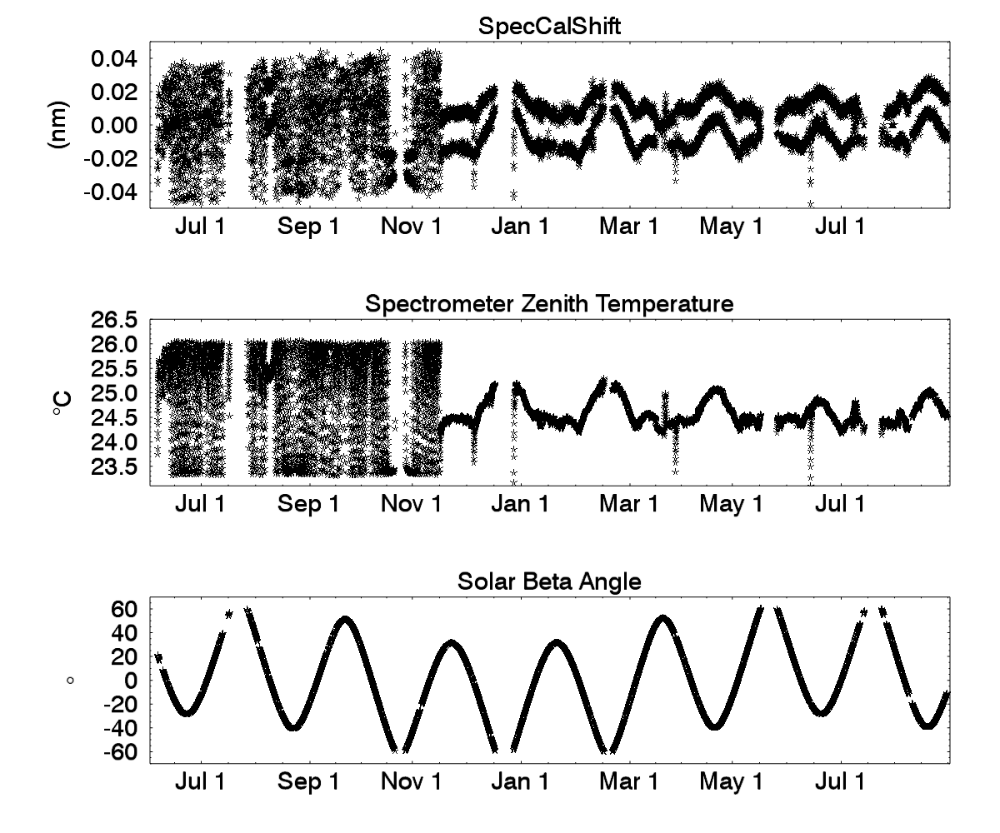 SpecCalShift
0.04
0.02
0.00
-0.02
-0.04
(nm)
Jul 1 Sep 1 Nov 1 Jan 1 Mar 1 May 1 Jul 1
Spectrometer Zenith Temperature
26.5
26.0
25.5
25.0
24.5
24.0
23.5
°C
Jul 1 Sep 1 Nov 1 Jan 1 Mar 1 May 1 Jul 1
Solar Beta Angle
60
40
20
0
-20
-40
-60
°
Jul 1 Sep 1 Nov 1 Jan 1 Mar 1 May 1 Jul 1